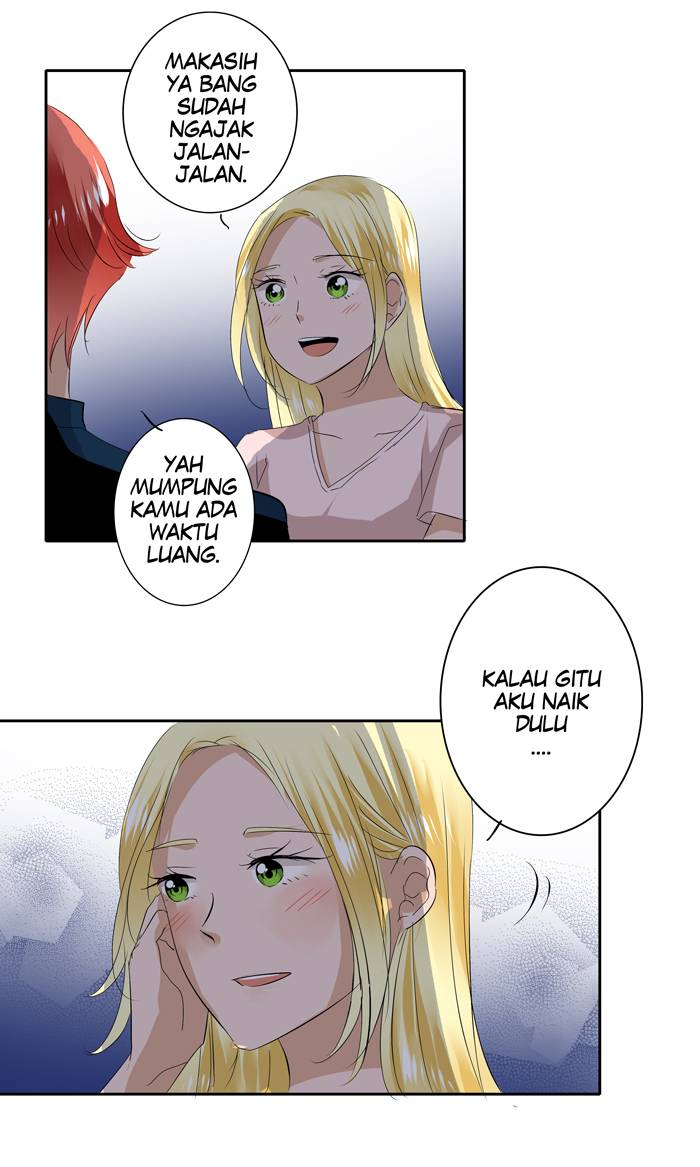 MAKASIH
YA BANG
SUDAH
NGAJAK
JALAN-
JALAN.
YAH
MUMPUNG
KAMU ADA
WAKTU
LUANG.
KALAU GITU
AKU NAIK
DULU
....